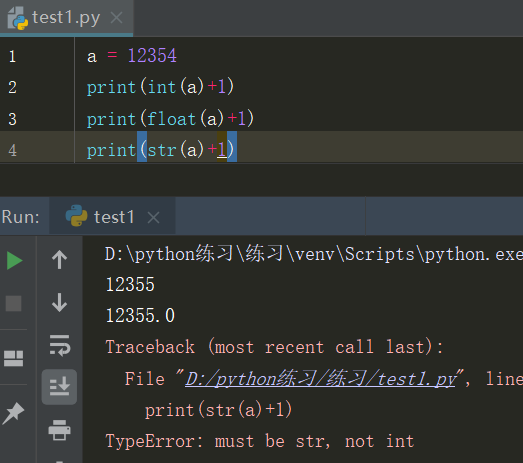 test1.py
1 a = 12354
2 print(int(a)+1)
3 print(float(a)+1)
4 print(str(a)+1)
Run: test1
D:\python练习\练习\venv\Scripts\python.exe
12355
12355.0
Traceback (most recent call last):
File "D:/python练习/练习/test1.py", line
print(str(a)+1)
TypeError: must be str, not int